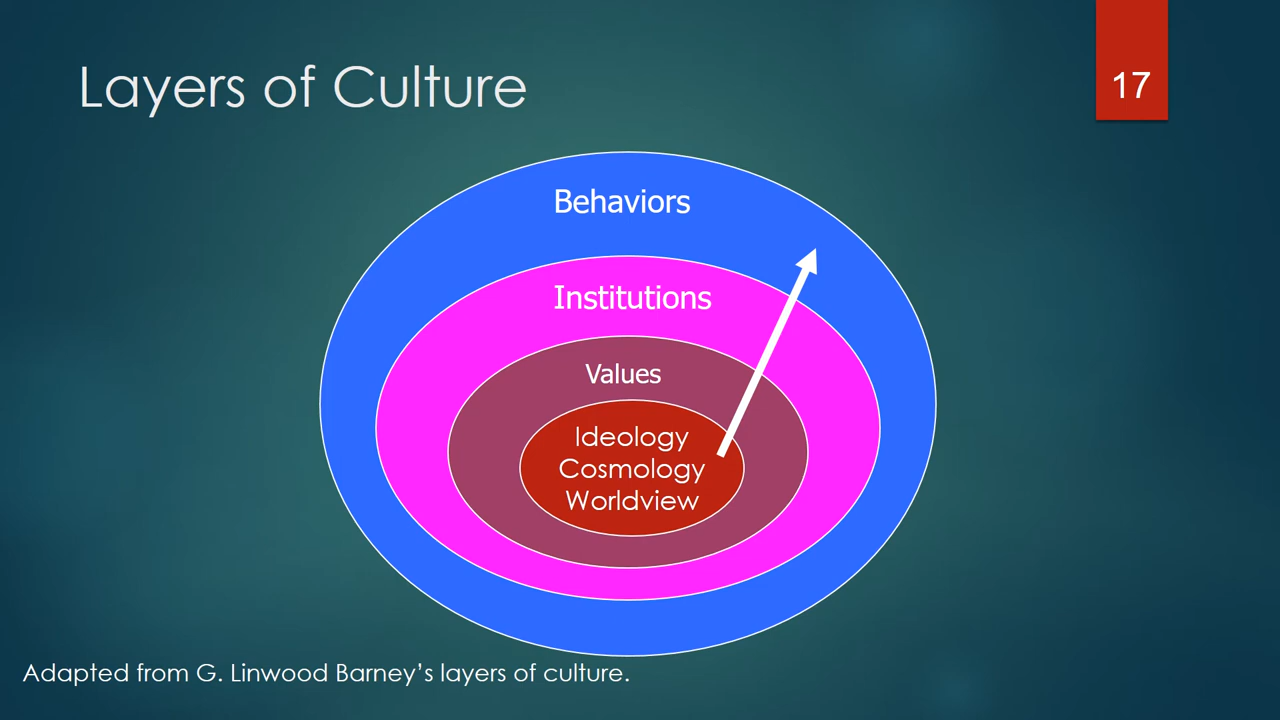 Layers of Culture
17
Behaviors
Institutions
Values
Ideology
Cosmology
Worldview
Adapted from G. Linwood Barney’s layers of culture.